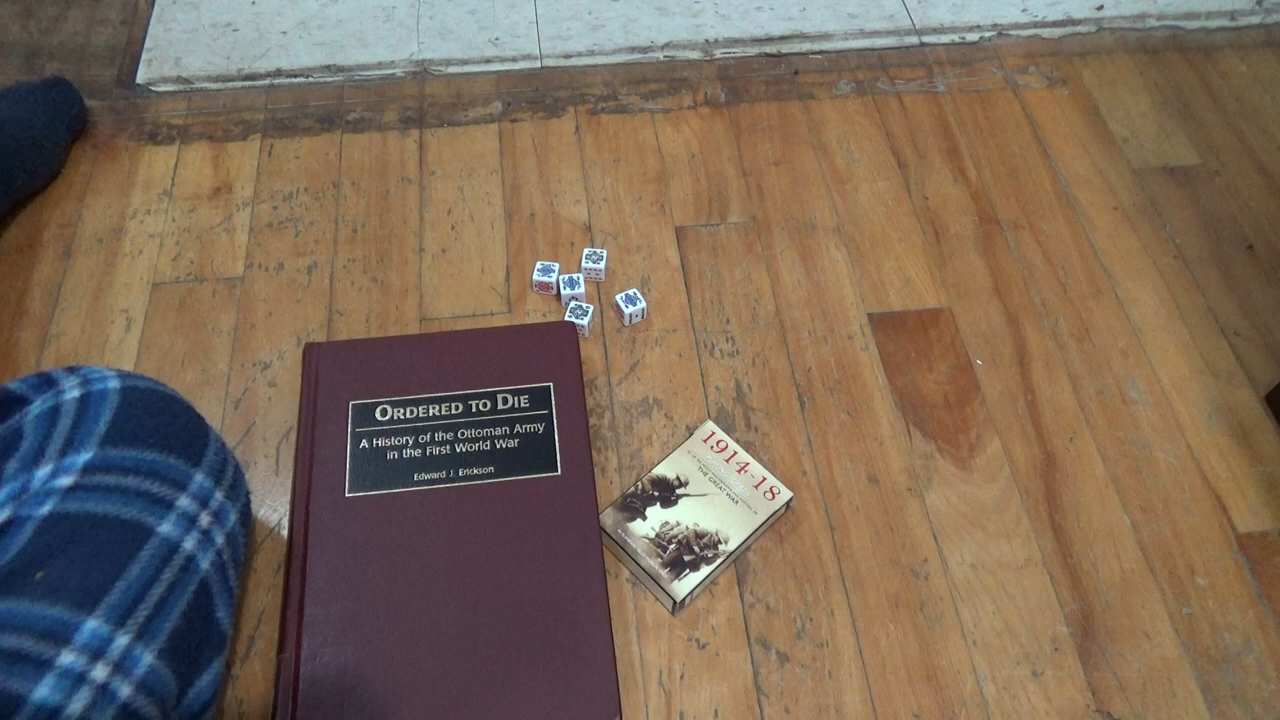 ORDERED TO DIE
A History of the Ottoman Army
in the First World War
Edward J. Erickson
1914-18
THE GREAT WAR